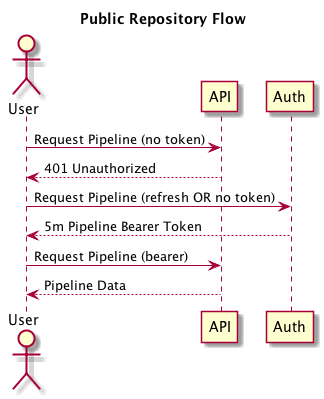 Public Repository Flow
User
API
Auth
Request Pipeline (no token)
401 Unauthorized
Request Pipeline (refresh OR no token)
5m Pipeline Bearer Token
Request Pipeline (bearer)
Pipeline Data
User
API
Auth